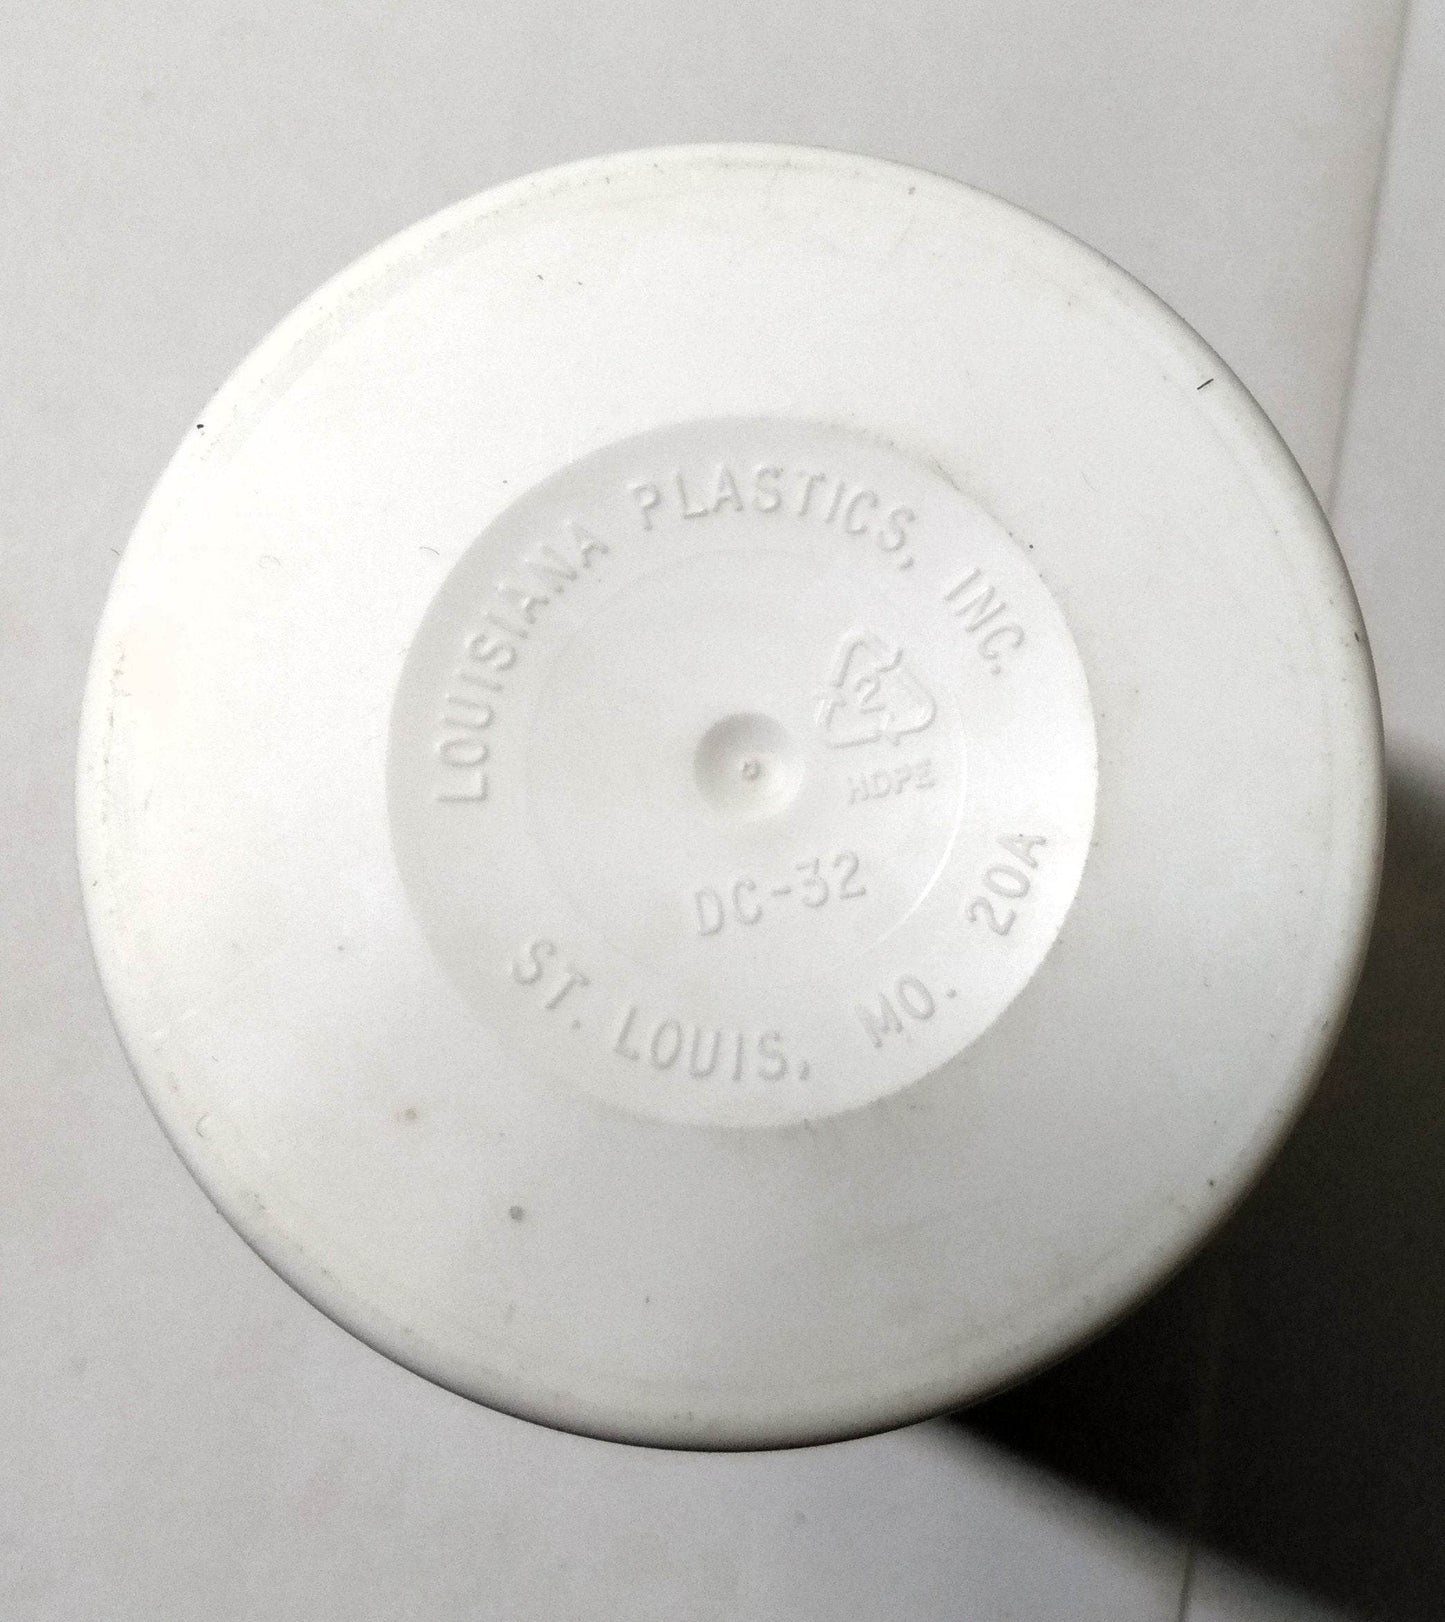 LOUISIANA PLASTICS, INC.
2
HDPE
DC-32
ST. LOUIS, MO. 20A